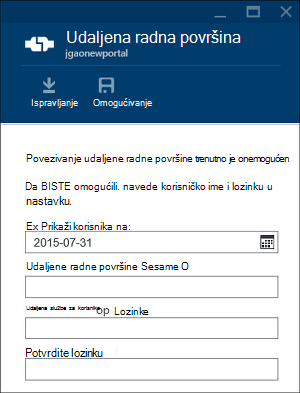 Udaljena radna površina
jgaonewportal
Ispravljanje
Omogućivanje
Povezivanje udaljene radne površine trenutno je onemogućen
Da BISTE omogućili. navede korisničko ime i lozinku u
nastavku.
Ex Prikaži korisnika na:
2015-07-31
Udaljene radne površine Sesame O
Udaljena službe za korisnike op Lozinke
Potvrdite lozinku